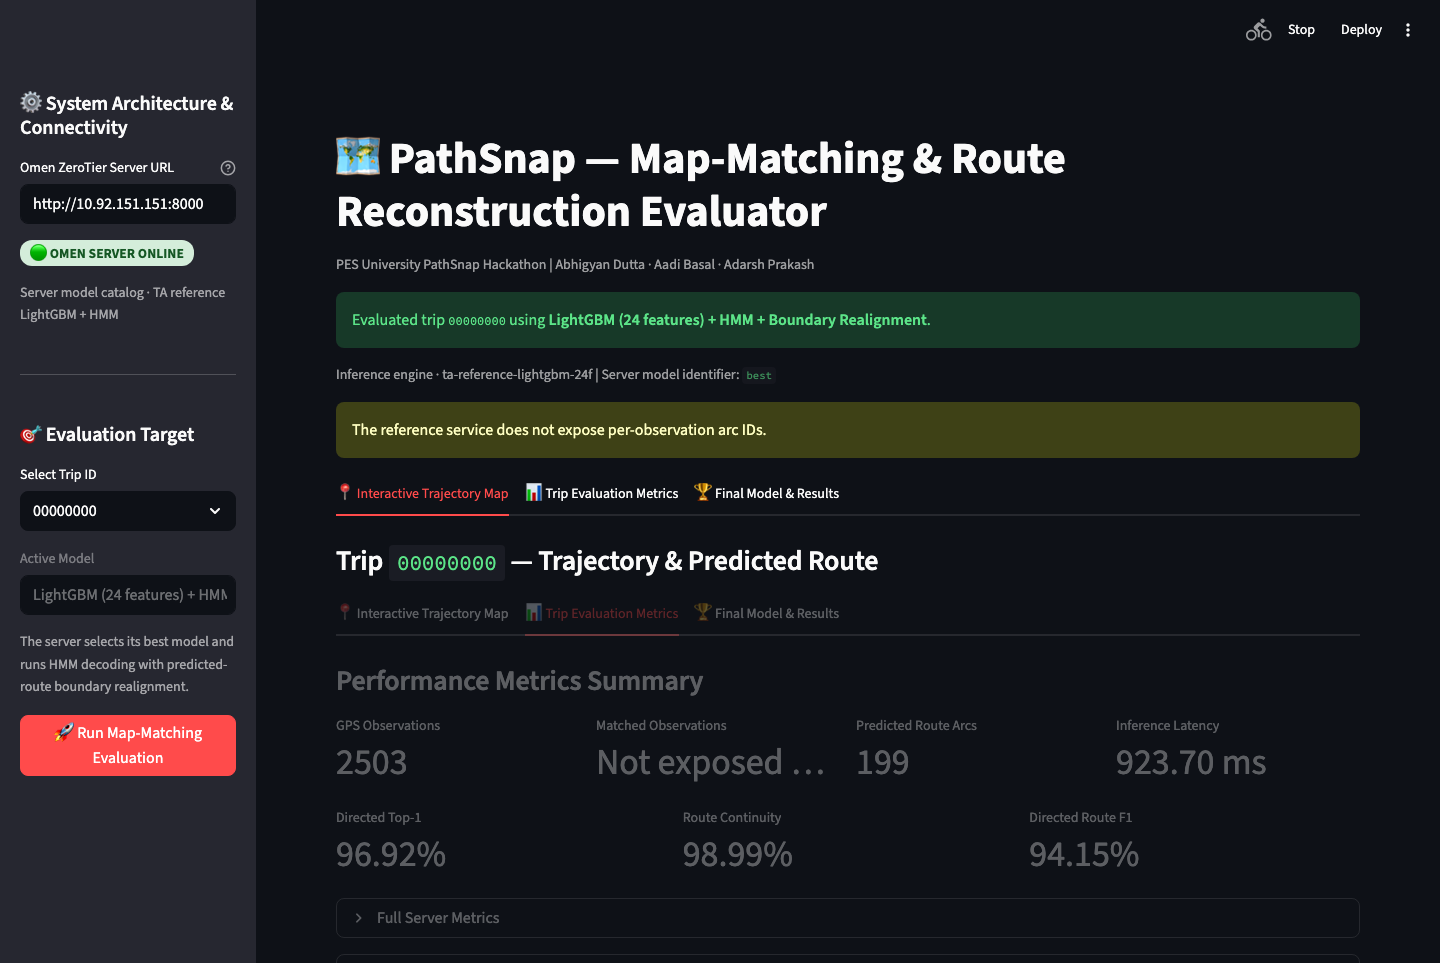 Stop
Deploy
System Architecture &
Connectivity
Omen ZeroTier Server URL
http://10.92.151.151:8000
OMEN SERVER ONLINE
Server model catalog · TA reference
LightGBM + HMM
Evaluation Target
Select Trip ID
00000000
Active Model
LightGBM (24 features) + HMM
The server selects its best model and
runs HMM decoding with predicted-
route boundary realignment.
Run Map-Matching
Evaluation
PathSnap — Map-Matching & Route
Reconstruction Evaluator
PES University PathSnap Hackathon | Abhigyan Dutta · Aadi Basal · Adarsh Prakash
Evaluated trip 00000000 using LightGBM (24 features) + HMM + Boundary Realignment.
Inference engine · ta-reference-lightgbm-24f | Server model identifier: best
The reference service does not expose per-observation arc IDs.
Interactive Trajectory Map Trip Evaluation Metrics Final Model & Results
Trip 00000000 — Trajectory & Predicted Route
Interactive Trajectory Map Trip Evaluation Metrics Final Model & Results
Performance Metrics Summary
GPS Observations Matched Observations Predicted Route Arcs Inference Latency
2503 Not exposed … 199 923.70 ms
Directed Top-1 Route Continuity Directed Route F1
96.92% 98.99% 94.15%
Full Server Metrics